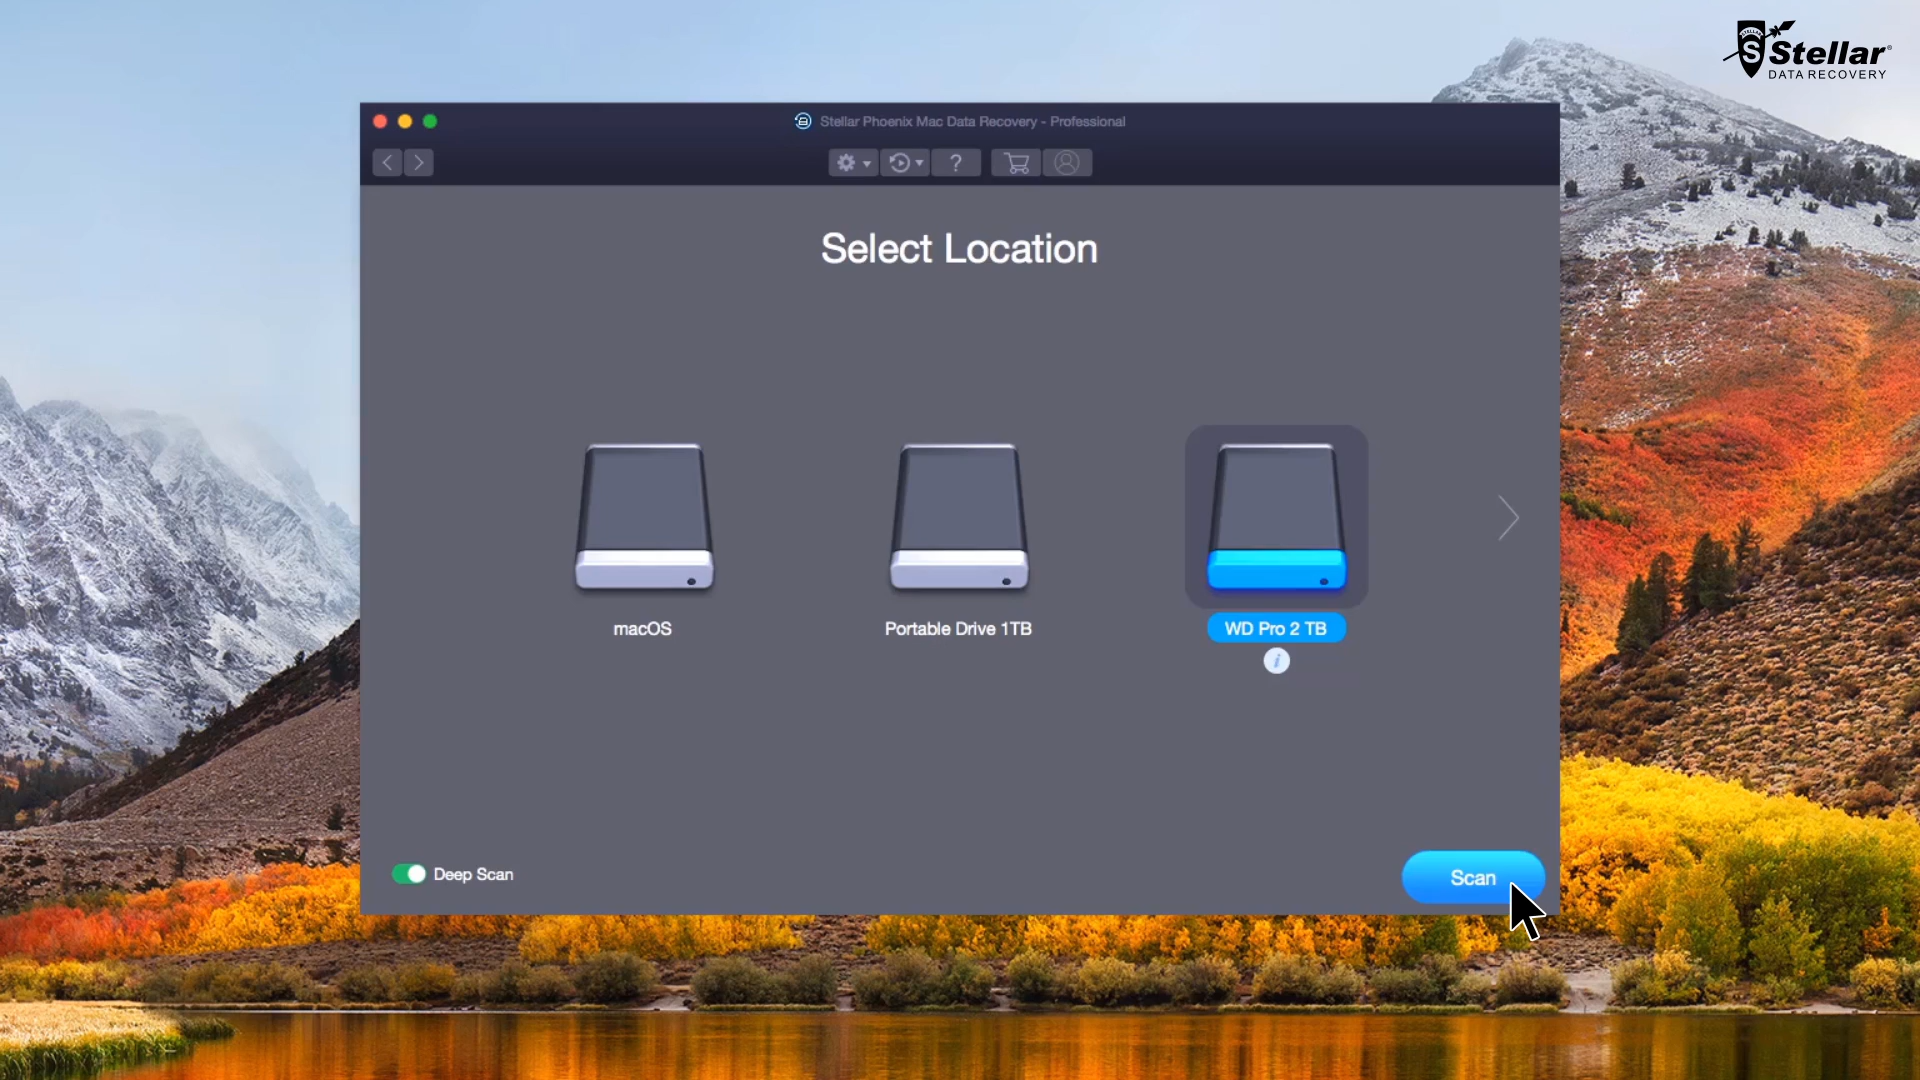 Stellar
DATA RECOVERY
Stellar Phoenix Mac Data Recovery - Professional
?
Select Location
macOS
Portable Drive 1TB
WD Pro 2 TB
i
Deep Scan
Scan